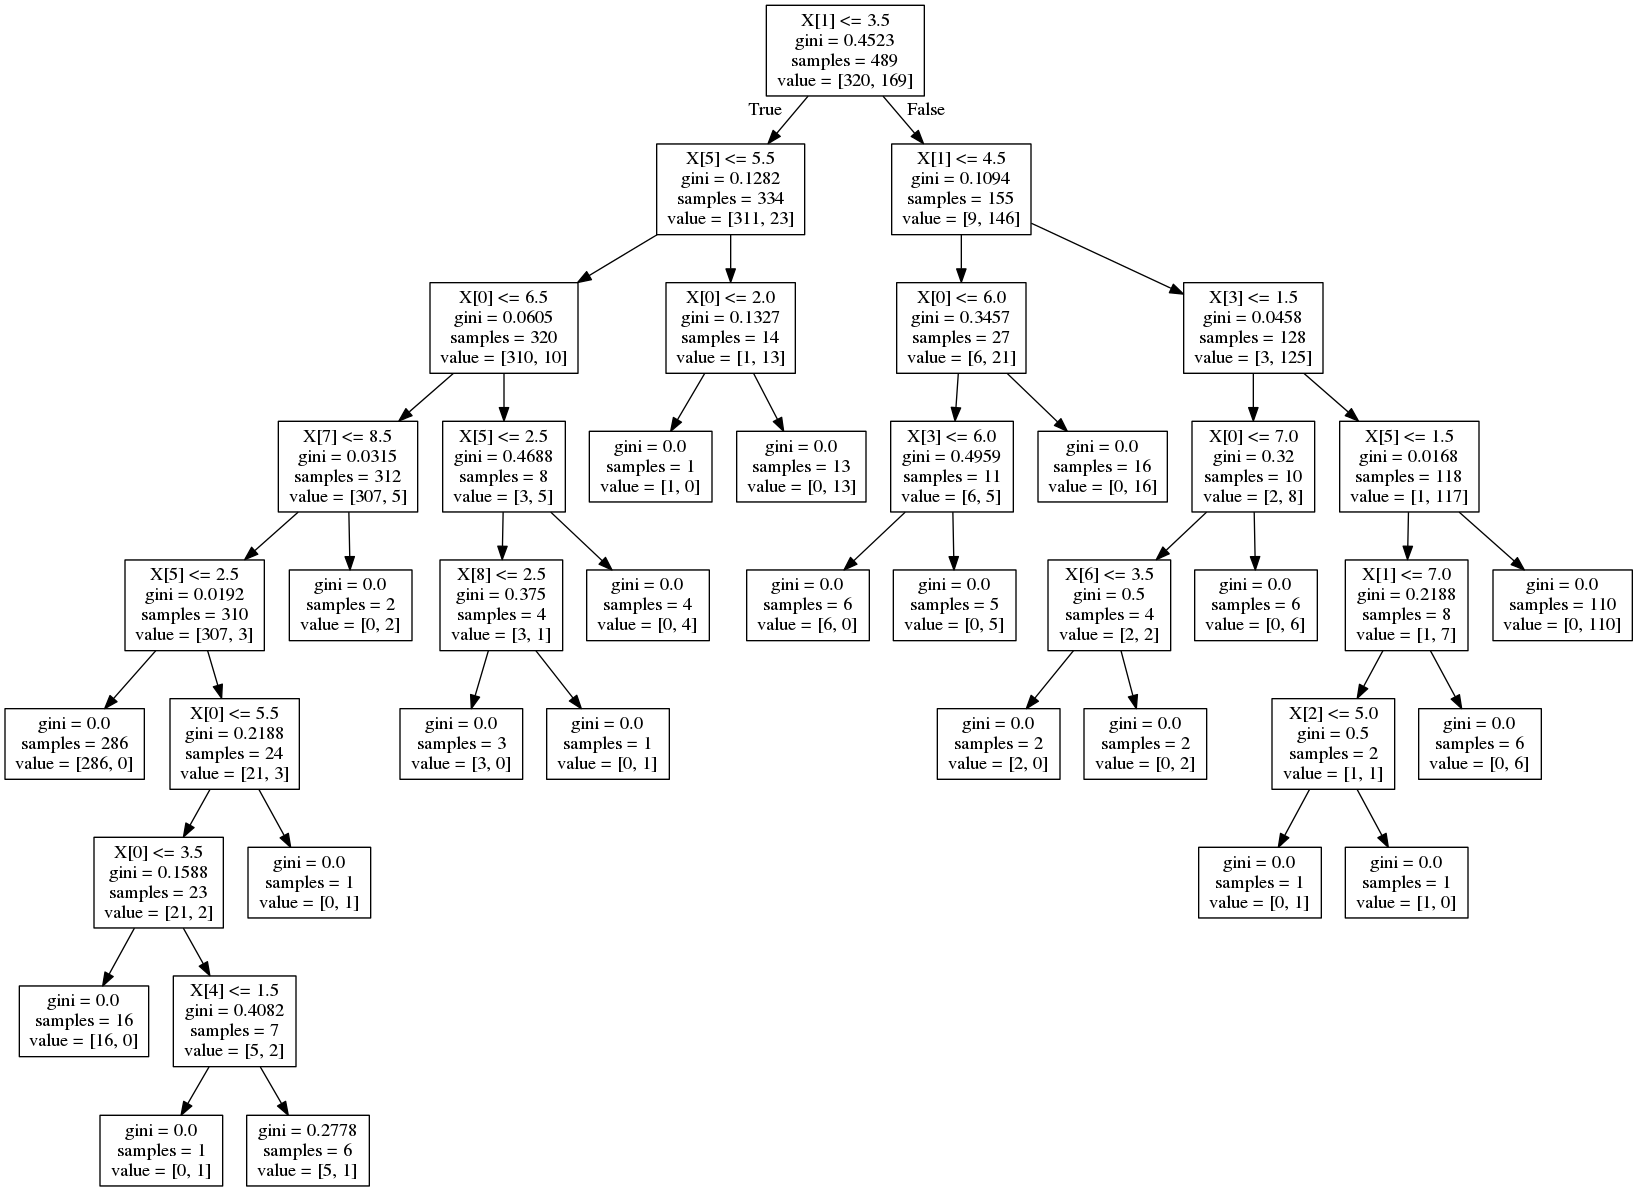 X[1] <= 3.5
gini = 0.4523
samples = 489
value = [320, 169]
True
False
X[5] <= 5.5
gini = 0.1282
samples = 334
value = [311, 23]
X[1] <= 4.5
gini = 0.1094
samples = 155
value = [9, 146]
X[0] <= 6.5
gini = 0.0605
samples = 320
value = [310, 10]
X[0] <= 2.0
gini = 0.1327
samples = 14
value = [1, 13]
X[0] <= 6.0
gini = 0.3457
samples = 27
value = [6, 21]
X[3] <= 1.5
gini = 0.0458
samples = 128
value = [3, 125]
X[7] <= 8.5
gini = 0.0315
samples = 312
value = [307, 5]
X[5] <= 2.5
gini = 0.4688
samples = 8
value = [3, 5]
gini = 0.0
samples = 1
value = [1, 0]
gini = 0.0
samples = 13
value = [0, 13]
X[3] <= 6.0
gini = 0.4959
samples = 11
value = [6, 5]
gini = 0.0
samples = 16
value = [0, 16]
X[0] <= 7.0
gini = 0.32
samples = 10
value = [2, 8]
X[5] <= 1.5
gini = 0.0168
samples = 118
value = [1, 117]
X[5] <= 2.5
gini = 0.0192
samples = 310
value = [307, 3]
gini = 0.0
samples = 2
value = [0, 2]
X[8] <= 2.5
gini = 0.375
samples = 4
value = [3, 1]
gini = 0.0
samples = 4
value = [0, 4]
gini = 0.0
samples = 6
value = [6, 0]
gini = 0.0
samples = 5
value = [0, 5]
X[6] <= 3.5
gini = 0.5
samples = 4
value = [2, 2]
gini = 0.0
samples = 6
value = [0, 6]
X[1] <= 7.0
gini = 0.2188
samples = 8
value = [1, 7]
gini = 0.0
samples = 110
value = [0, 110]
gini = 0.0
samples = 286
value = [286, 0]
X[0] <= 5.5
gini = 0.2188
samples = 24
value = [21, 3]
gini = 0.0
samples = 3
value = [3, 0]
gini = 0.0
samples = 1
value = [0, 1]
gini = 0.0
samples = 2
value = [2, 0]
gini = 0.0
samples = 2
value = [0, 2]
X[2] <= 5.0
gini = 0.5
samples = 2
value = [1, 1]
gini = 0.0
samples = 6
value = [0, 6]
X[0] <= 3.5
gini = 0.1588
samples = 23
value = [21, 2]
gini = 0.0
samples = 1
value = [0, 1]
gini = 0.0
samples = 1
value = [0, 1]
gini = 0.0
samples = 1
value = [1, 0]
gini = 0.0
samples = 16
value = [16, 0]
X[4] <= 1.5
gini = 0.4082
samples = 7
value = [5, 2]
gini = 0.0
samples = 1
value = [0, 1]
gini = 0.2778
samples = 6
value = [5, 1]